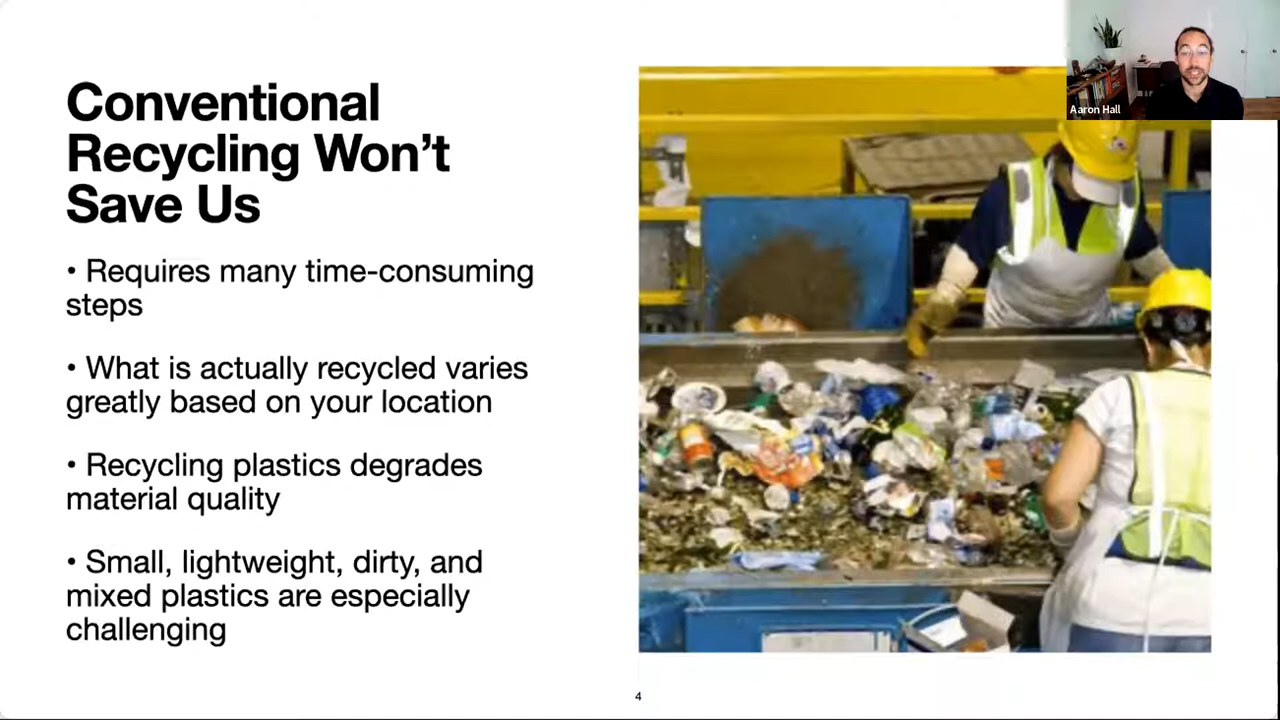 Aaron Hall
Conventional
Recycling Won’t
Save Us
• Requires many time-consuming
steps
• What is actually recycled varies
greatly based on your location
• Recycling plastics degrades
material quality
• Small, lightweight, dirty, and
mixed plastics are especially
challenging
4